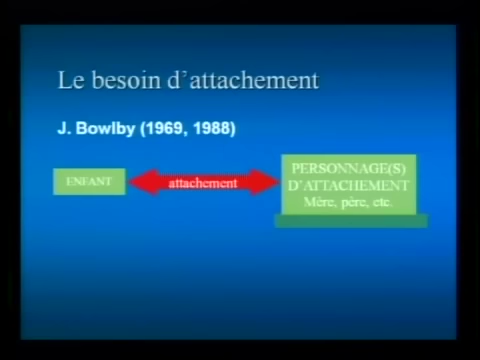 Le besoin d'attachement
J. Bowlby (1969, 1988)
ENFANT
attachement
PERSONNAGE(S)
D'ATTACHEMENT
Mère, père, etc.